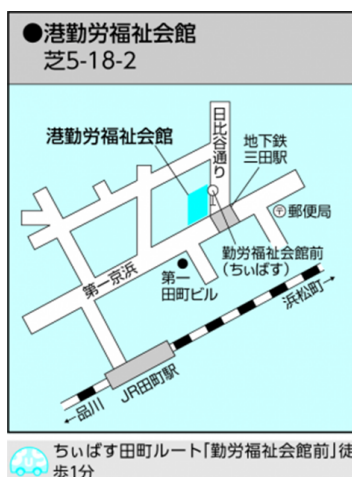 ●港勤労福祉会館
芝5-18-2
日比谷通り
地下鉄
三田駅
港勤労福祉会館
〒郵便局
勤労福祉会館前
(ちぃばす)
第一京浜
第一
田町ビル
浜松町→
JR田町駅
←品川
ちぃばす田町ルート「勤労福祉会館前」徒
歩1分